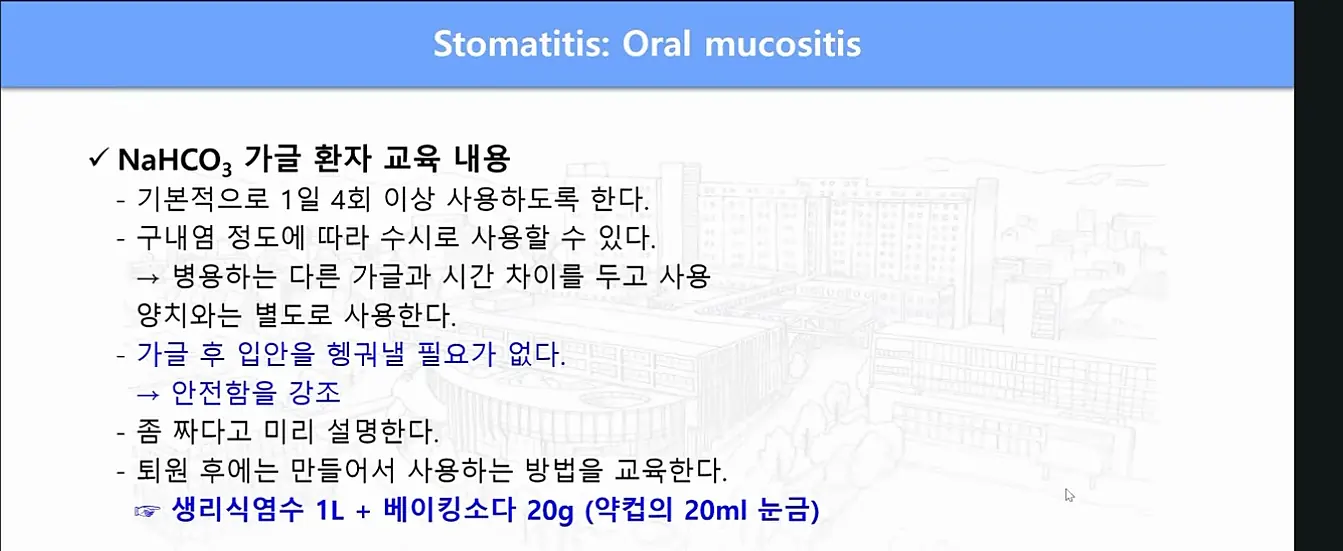 Stomatitis: Oral mucositis
✓ NaHCO₃ 가글 환자 교육 내용
- 기본적으로 1일 4회 이상 사용하도록 한다.
- 구내염 정도에 따라 수시로 사용할 수 있다.
→ 병용하는 다른 가글과 시간 차이를 두고 사용
양치와는 별도로 사용한다.
- 가글 후 입안을 헹궈낼 필요가 없다.
→ 안전함을 강조
- 좀 짜다고 미리 설명한다.
- 퇴원 후에는 만들어서 사용하는 방법을 교육한다.
☞ 생리식염수 1L + 베이킹소다 20g (약컵의 20ml 눈금)